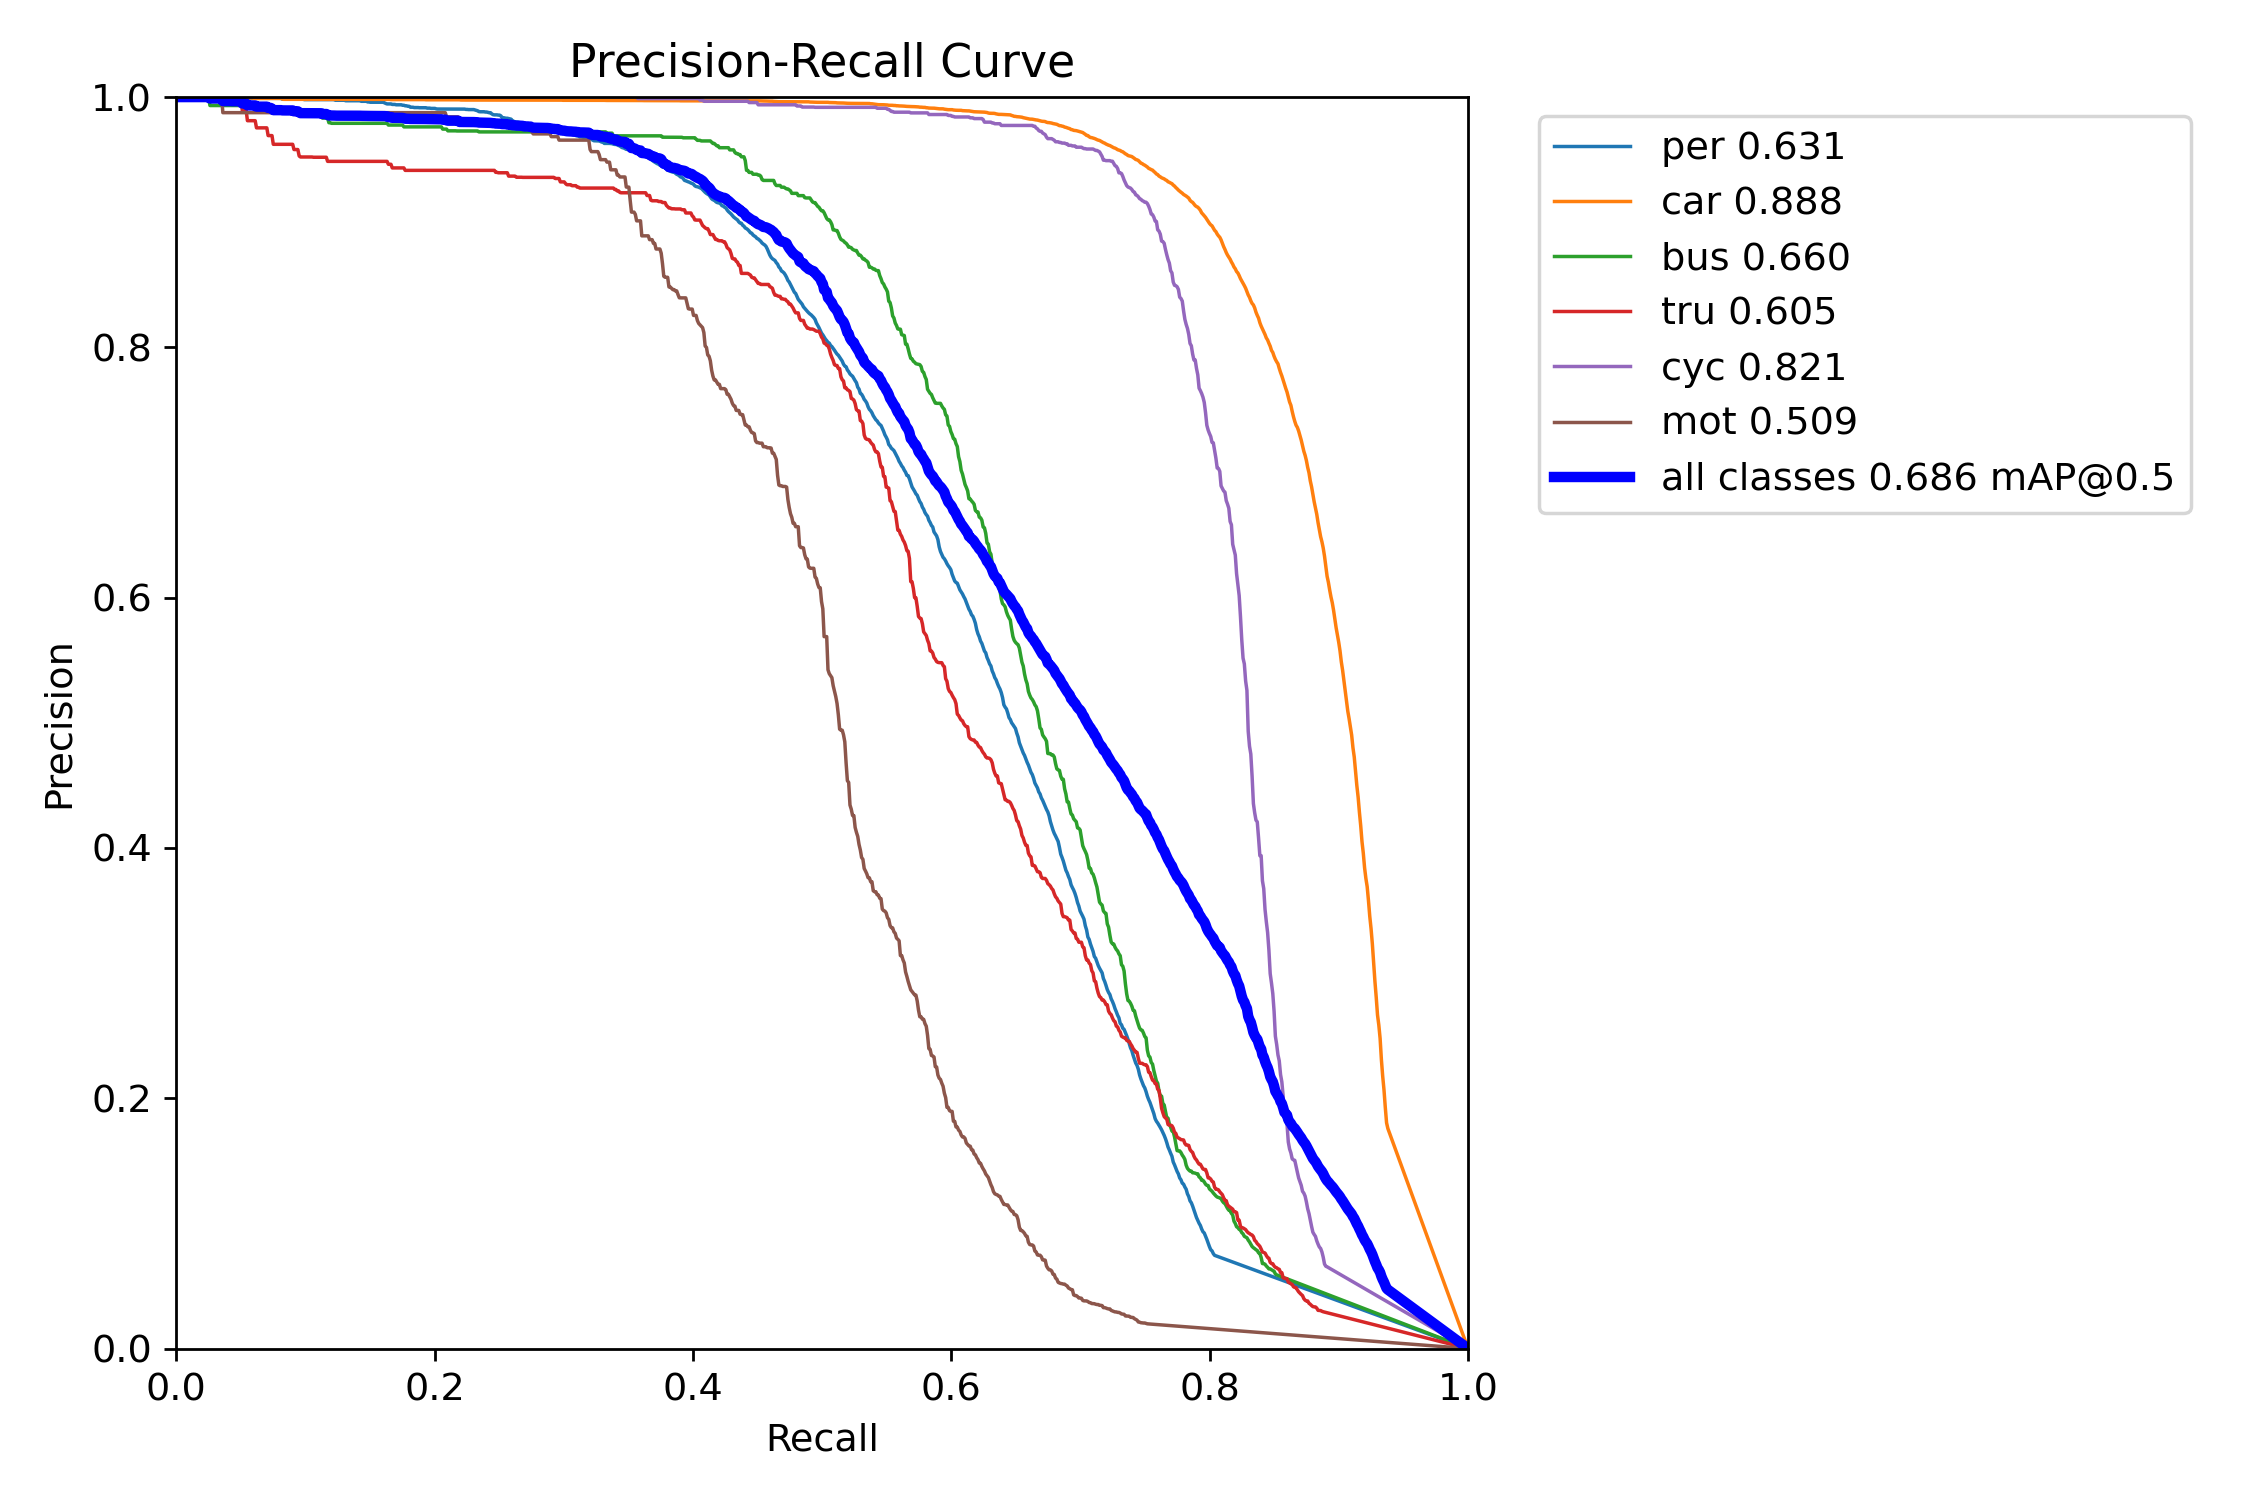 Precision-Recall Curve
1.0
0.8
0.6
0.4
0.2
0.0
Precision
0.0 0.2 0.4 0.6 0.8 1.0
Recall
per 0.631
car 0.888
bus 0.660
tru 0.605
cyc 0.821
mot 0.509
all classes 0.686 mAP@0.5